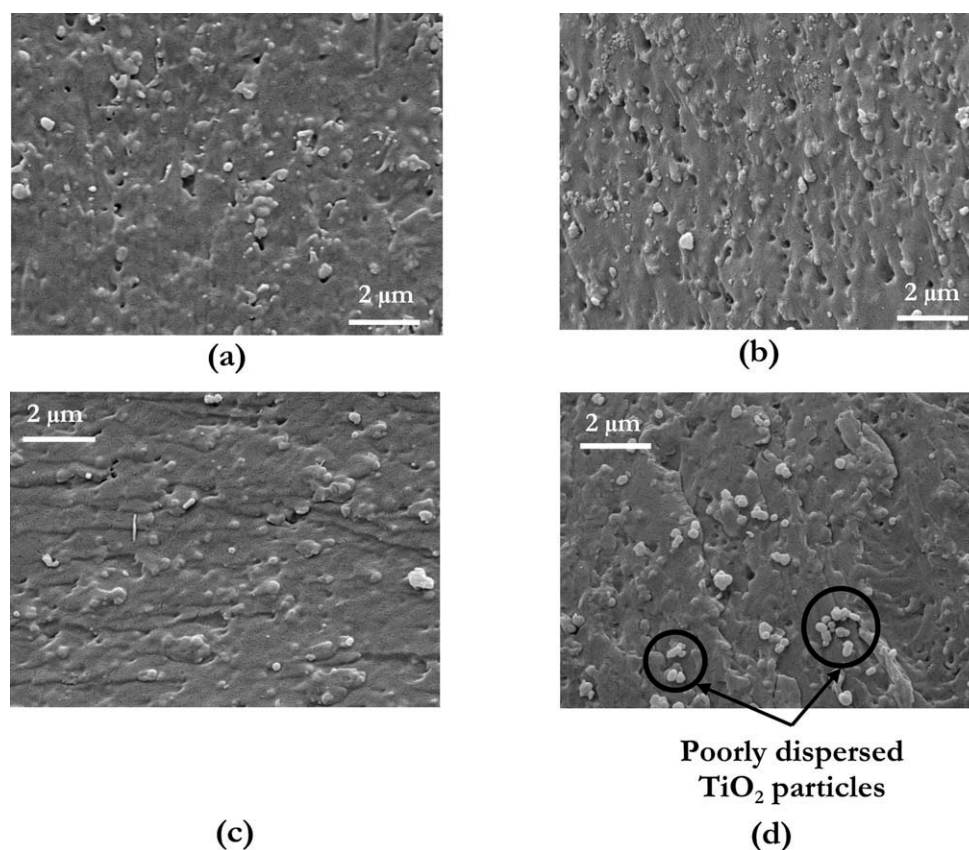 2 µm
2 µm
(a)
(b)
2 µm
2 µm
Poorly dispersed
TiO₂ particles
(c)
(d)